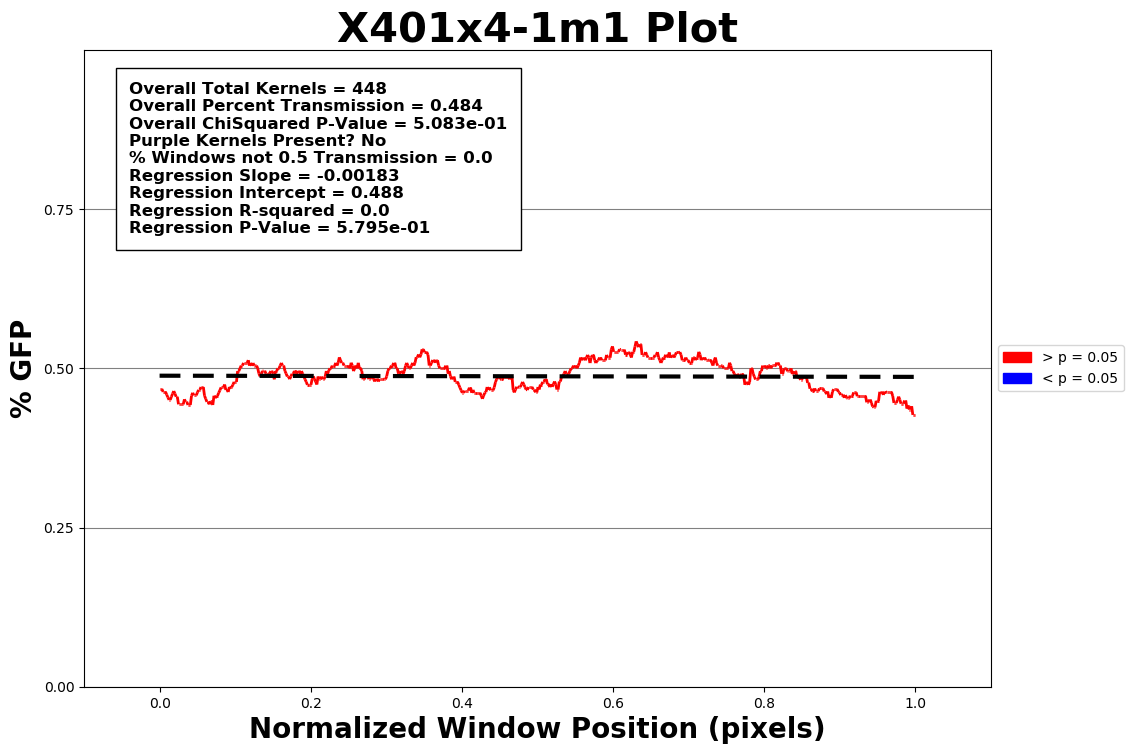 X401x4-1m1 Plot
Overall Total Kernels = 448
Overall Percent Transmission = 0.484
Overall ChiSquared P-Value = 5.083e-01
Purple Kernels Present? No
% Windows not 0.5 Transmission = 0.0
Regression Slope = -0.00183
Regression Intercept = 0.488
Regression R-squared = 0.0
Regression P-Value = 5.795e-01
% GFP
0.75
0.50
0.25
0.00
0.0 0.2 0.4 0.6 0.8 1.0
Normalized Window Position (pixels)
> p = 0.05
< p = 0.05